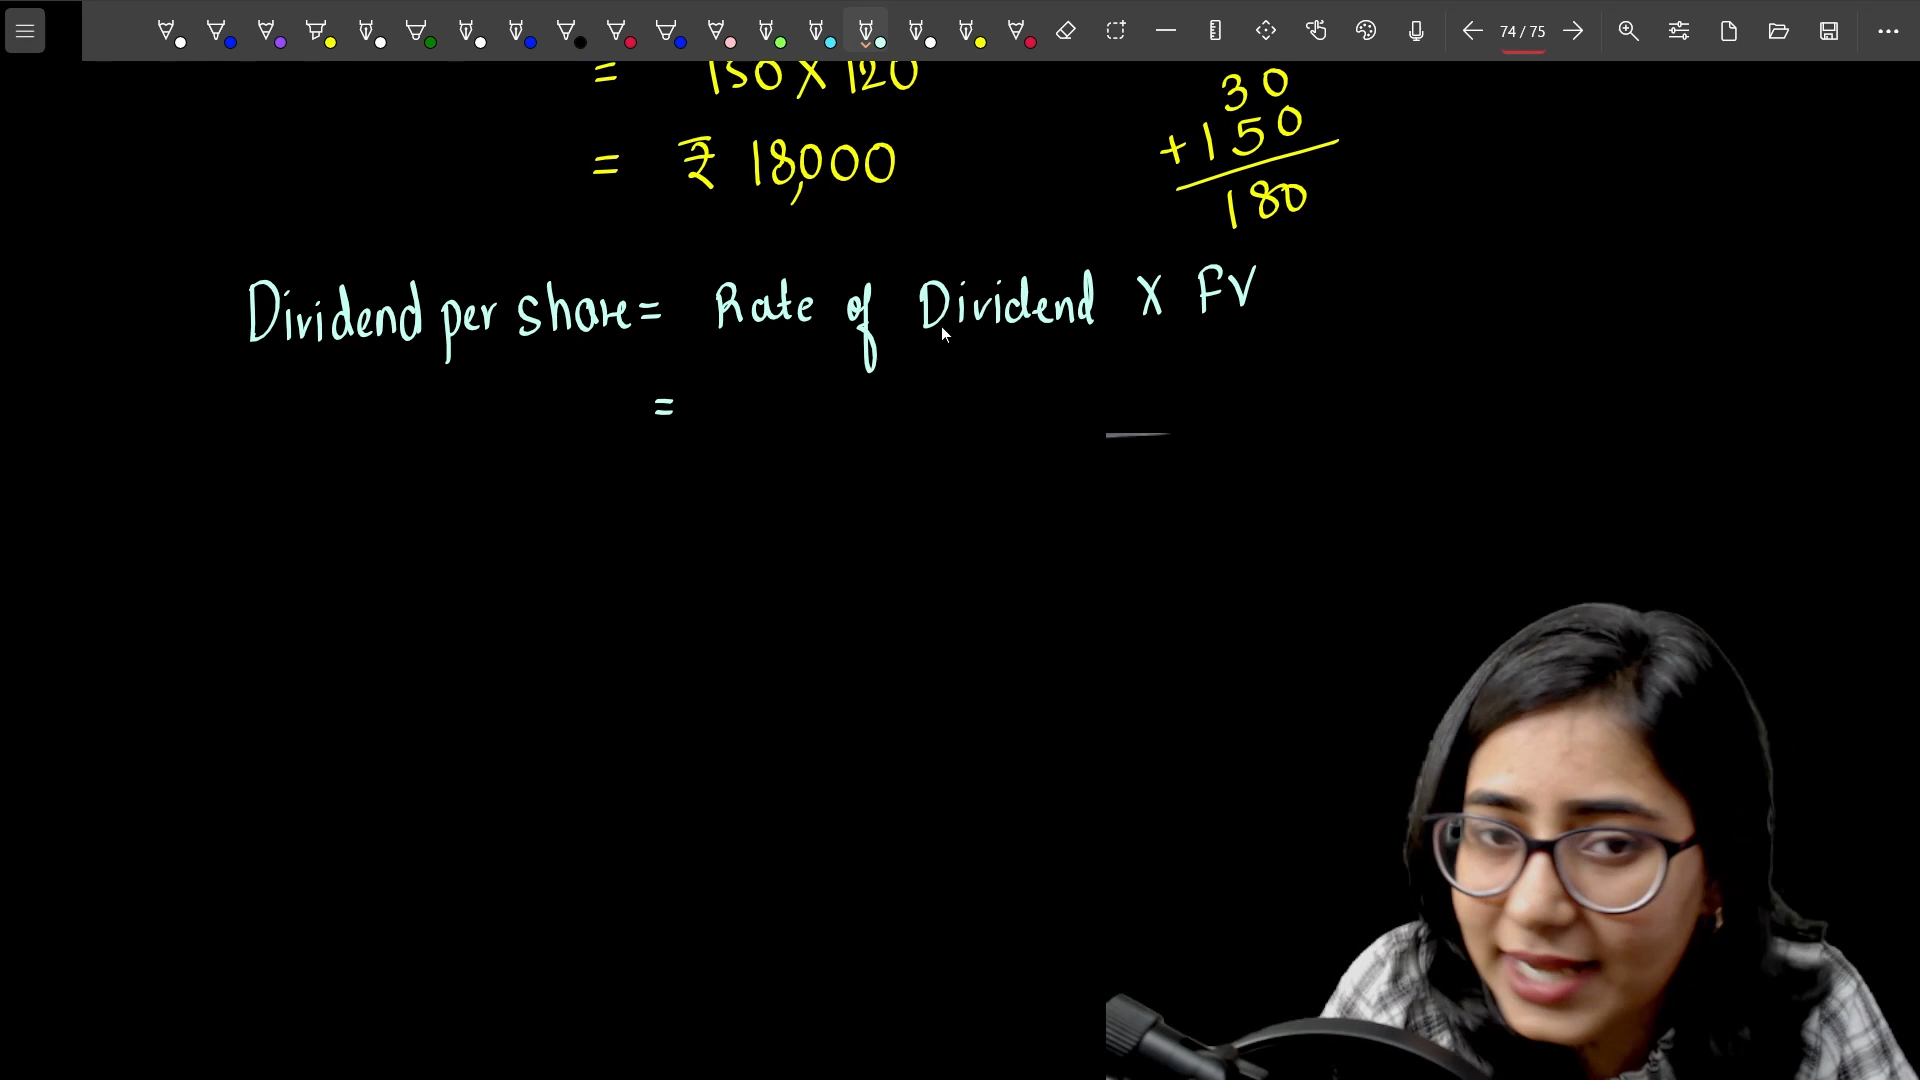 74 / 75
= 150 X 120
= ₹ 18,000
30
+ 150
180
Dividend per share = Rate of Dividend X FV
=